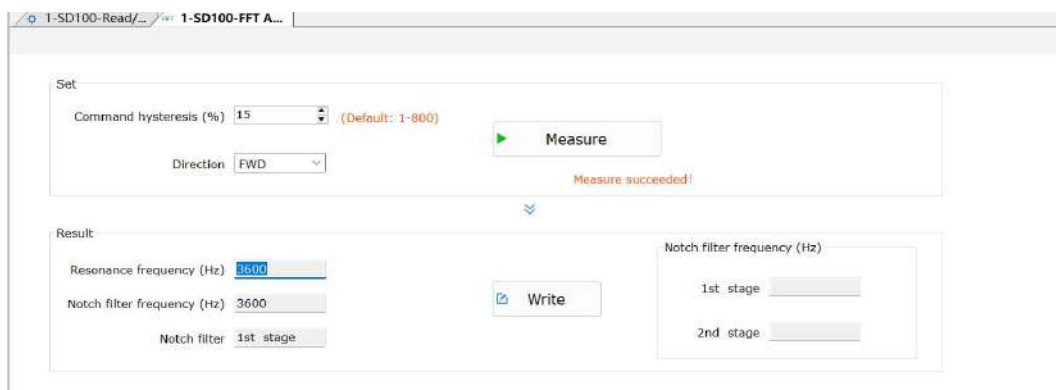 1-SD100-Read/...
FFT 1-SD100-FFT A...
Set
Command hysteresis (%) 15 (Default: 1-800)
Measure
Direction FWD
Measure succeeded!
Result
Notch filter frequency (Hz)
Resonance frequency (Hz) 3600
1st stage
Notch filter frequency (Hz) 3600
Write
2nd stage
Notch filter 1st stage